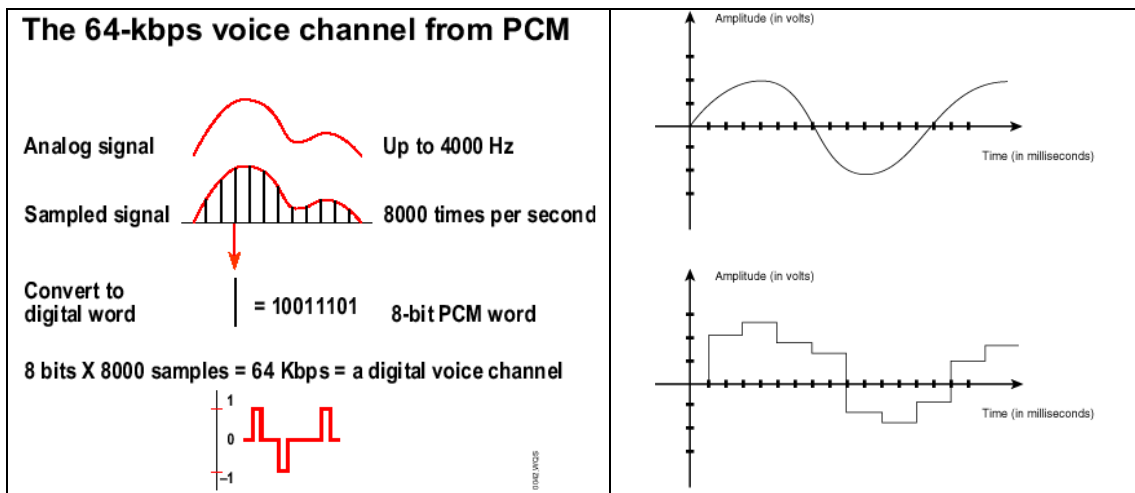 The 64-kbps voice channel from PCM
Analog signal
Up to 4000 Hz
Sampled signal
8000 times per second
Convert to
digital word
= 10011101
8-bit PCM word
8 bits X 8000 samples = 64 Kbps = a digital voice channel
1
0
–1
0042.WQS
Amplitude (in volts)
Time (in milliseconds)
Amplitude (in volts)
Time (in milliseconds)